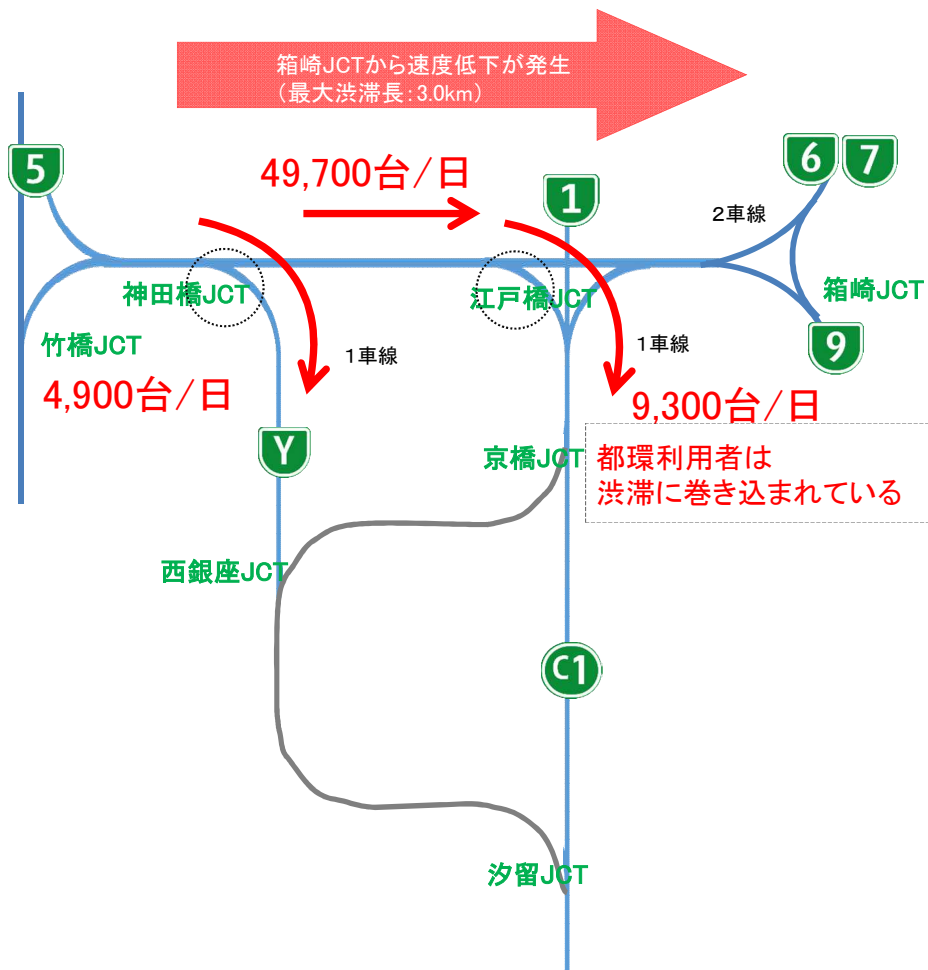 箱崎JCTから速度低下が発生
（最大渋滞長：3.0km）
5
49,700台/日
1
6
7
2車線
神田橋JCT
江戸橋JCT
箱崎JCT
竹橋JCT
1車線
1車線
9
4,900台/日
9,300台/日
Y
京橋JCT
都環利用者は
渋滞に巻き込まれている
西銀座JCT
C1
汐留JCT